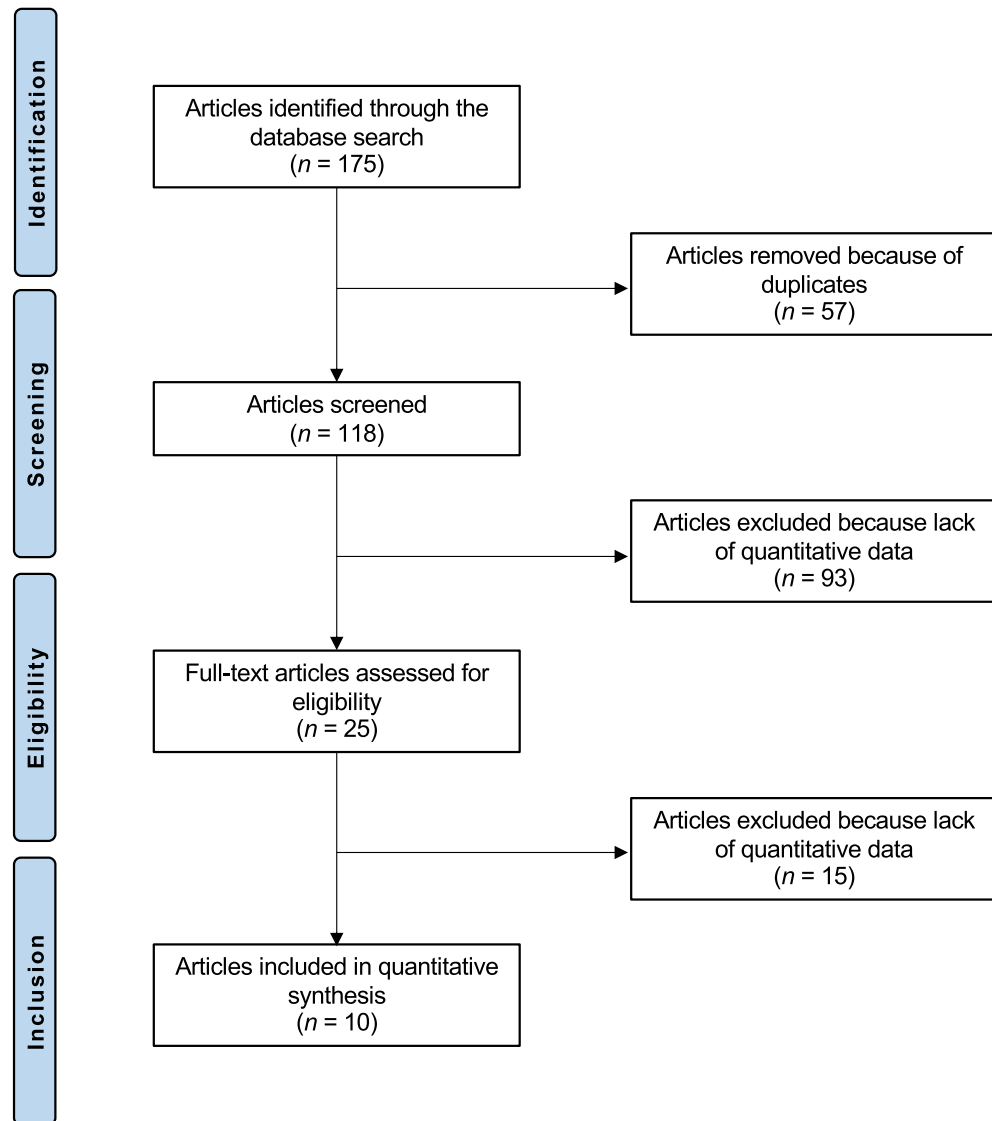 Identification
Articles identified through the
database search
(n = 175)
Articles removed because of
duplicates
(n = 57)
Screening
Articles screened
(n = 118)
Articles excluded because lack
of quantitative data
(n = 93)
Eligibility
Full-text articles assessed for
eligibility
(n = 25)
Articles excluded because lack
of quantitative data
(n = 15)
Inclusion
Articles included in quantitative
synthesis
(n = 10)